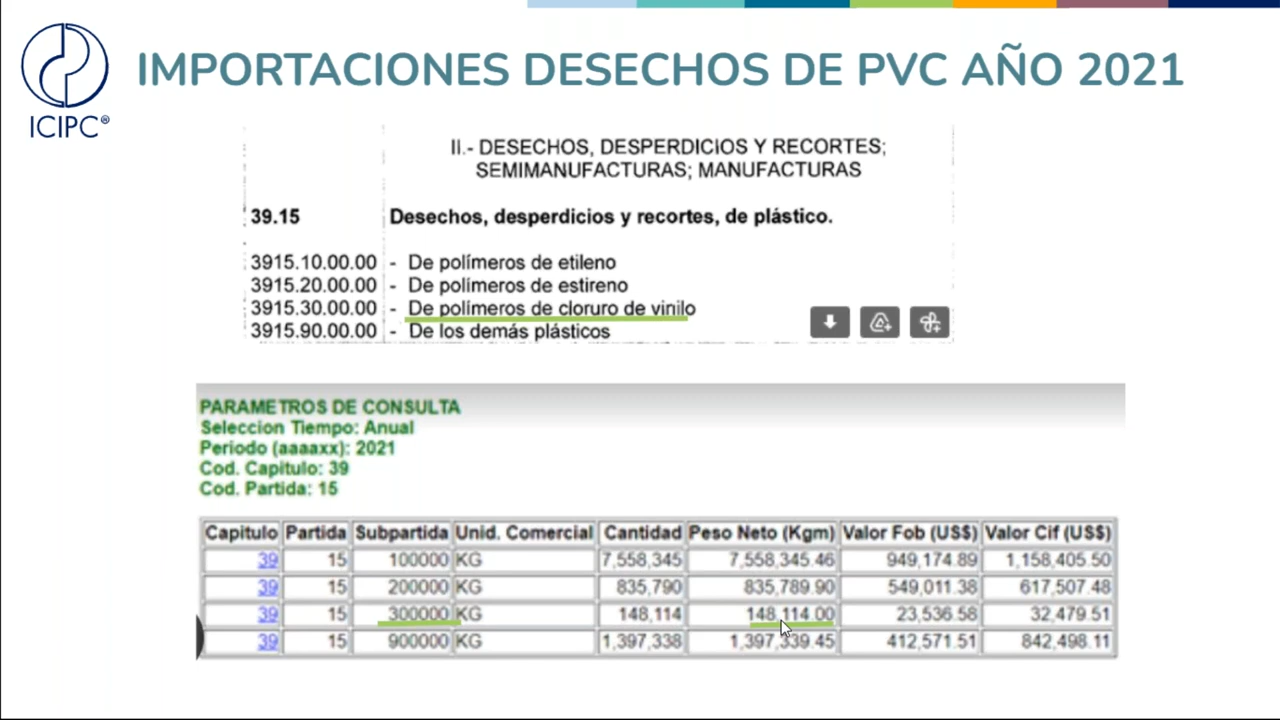 IMPORTACIONES DESECHOS DE PVC AÑO 2021
ICIPC®
II.- DESECHOS, DESPERDICIOS Y RECORTES;
SEMIMANUFACTURAS; MANUFACTURAS
39.15 Desechos, desperdicios y recortes, de plástico.
3915.10.00.00 - De polímeros de etileno
3915.20.00.00 - De polímeros de estireno
3915.30.00.00 - De polímeros de cloruro de vinilo
3915.90.00.00 - De los demás plásticos
PARAMETROS DE CONSULTA
Seleccion Tiempo: Anual
Periodo (aaaaxx): 2021
Cod. Capitulo: 39
Cod. Partida: 15
Capitulo Partida Subpartida Unid. Comercial Cantidad Peso Neto (Kgm) Valor Fob (US$) Valor Cif (US$)
39 15 100000 KG 7,558,345 7,558,345.46 949,174.89 1,158,405.50
39 15 200000 KG 835,790 835,789.90 549,011.38 617,507.48
39 15 300000 KG 148,114 148,114.00 23,536.58 32,479.51
39 15 900000 KG 1,397,338 1,397,339.45 412,571.51 842,498.11